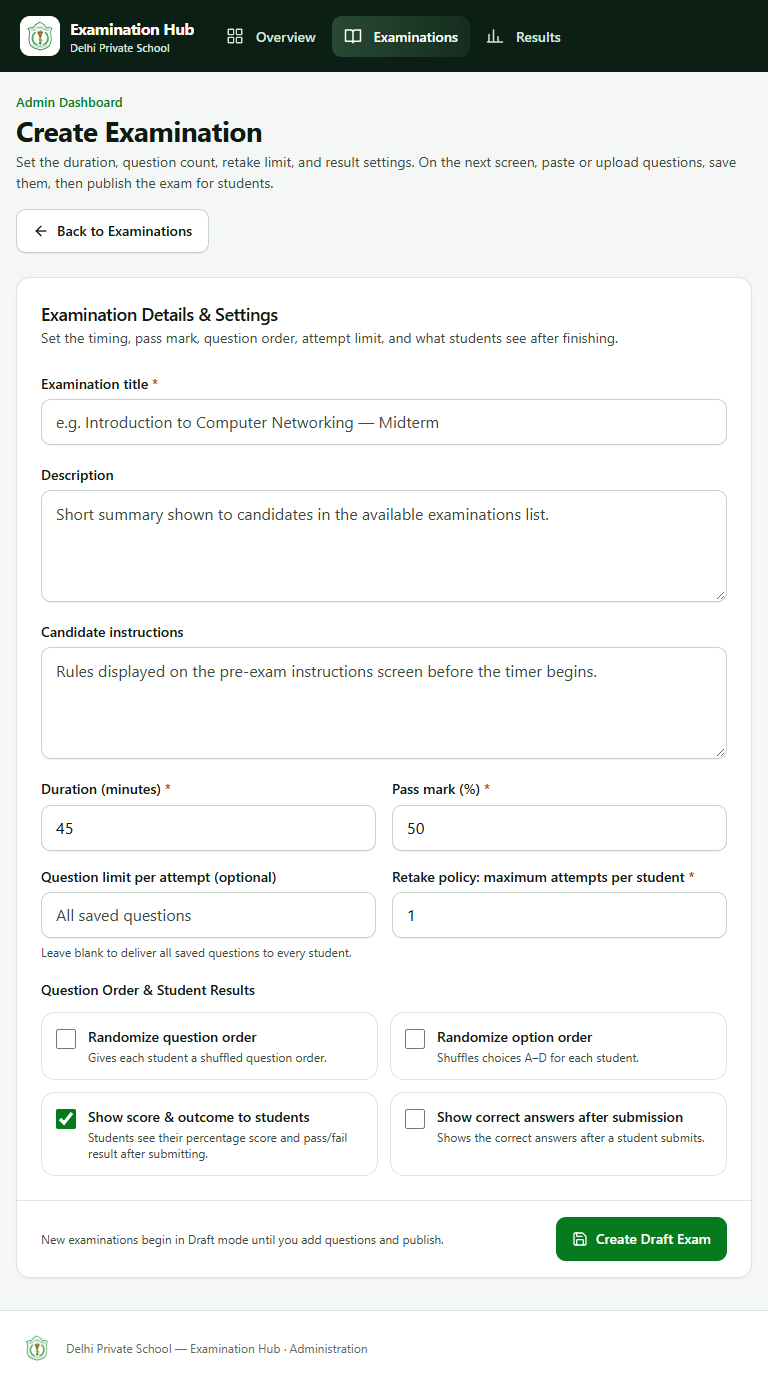 Examination Hub
Delhi Private School
Overview
Examinations
Results
Admin Dashboard
Create Examination
Set the duration, question count, retake limit, and result settings. On the next screen, paste or upload questions, save
them, then publish the exam for students.
Back to Examinations
Examination Details & Settings
Set the timing, pass mark, question order, attempt limit, and what students see after finishing.
Examination title *
e.g. Introduction to Computer Networking — Midterm
Description
Short summary shown to candidates in the available examinations list.
Candidate instructions
Rules displayed on the pre-exam instructions screen before the timer begins.
Duration (minutes) *
Pass mark (%) *
45
50
Question limit per attempt (optional)
Retake policy: maximum attempts per student *
All saved questions
1
Leave blank to deliver all saved questions to every student.
Question Order & Student Results
Randomize question order
Gives each student a shuffled question order.
Randomize option order
Shuffles choices A–D for each student.
Show score & outcome to students
Students see their percentage score and pass/fail
result after submitting.
Show correct answers after submission
Shows the correct answers after a student submits.
New examinations begin in Draft mode until you add questions and publish.
Create Draft Exam
Delhi Private School — Examination Hub · Administration